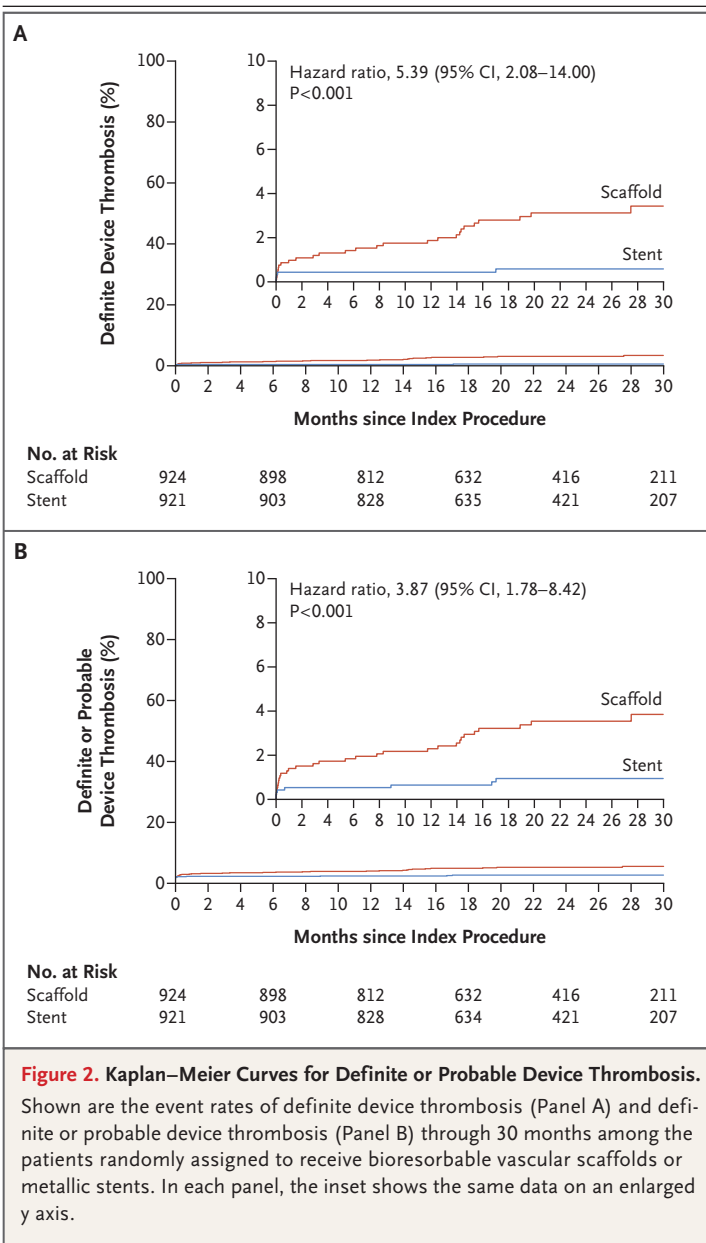 A
Definite Device Thrombosis (%)
100
80
60
40
20
0
10
8
6
4
2
0
Hazard ratio, 5.39 (95% CI, 2.08–14.00)
P<0.001
Scaffold
Stent
0 2 4 6 8 10 12 14 16 18 20 22 24 26 28 30
0 2 4 6 8 10 12 14 16 18 20 22 24 26 28 30
Months since Index Procedure
No. at Risk
Scaffold 924 898 812 632 416 211
Stent 921 903 828 635 421 207
B
Definite or Probable
Device Thrombosis (%)
100
80
60
40
20
0
10
8
6
4
2
0
Hazard ratio, 3.87 (95% CI, 1.78–8.42)
P<0.001
Scaffold
Stent
0 2 4 6 8 10 12 14 16 18 20 22 24 26 28 30
0 2 4 6 8 10 12 14 16 18 20 22 24 26 28 30
Months since Index Procedure
No. at Risk
Scaffold 924 898 812 632 416 211
Stent 921 903 828 634 421 207
Figure 2. Kaplan–Meier Curves for Definite or Probable Device Thrombosis.
Shown are the event rates of definite device thrombosis (Panel A) and defi-
nite or probable device thrombosis (Panel B) through 30 months among the
patients randomly assigned to receive bioresorbable vascular scaffolds or
metallic stents. In each panel, the inset shows the same data on an enlarged
y axis.